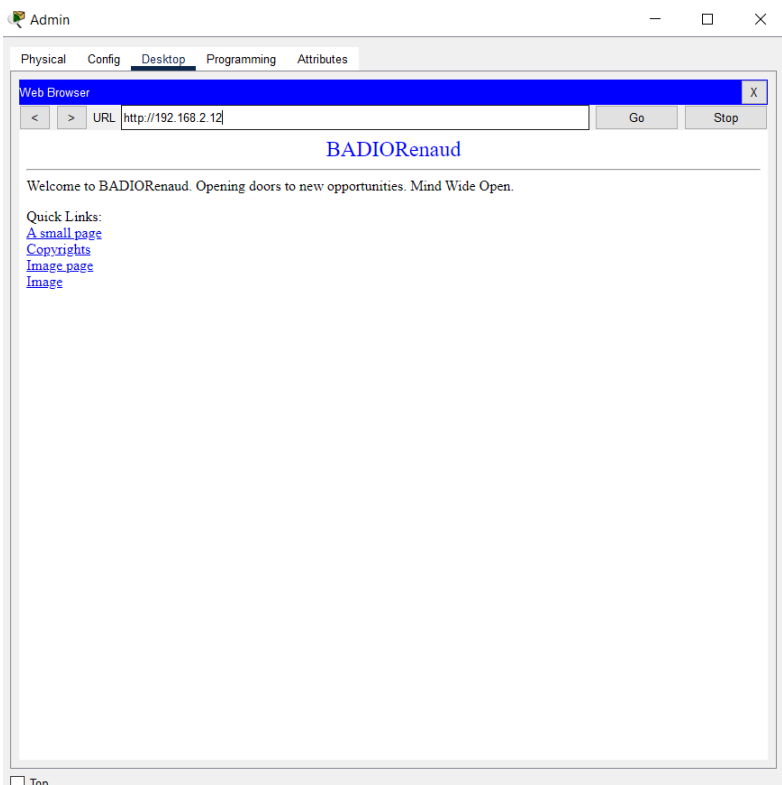 Admin
Physical Config Desktop Programming Attributes
Web Browser X
< > URL http://192.168.2.12 Go Stop
BADIORenaud
Welcome to BADIORenaud. Opening doors to new opportunities. Mind Wide Open.
Quick Links:
A small page
Copyrights
Image page
Image
Top